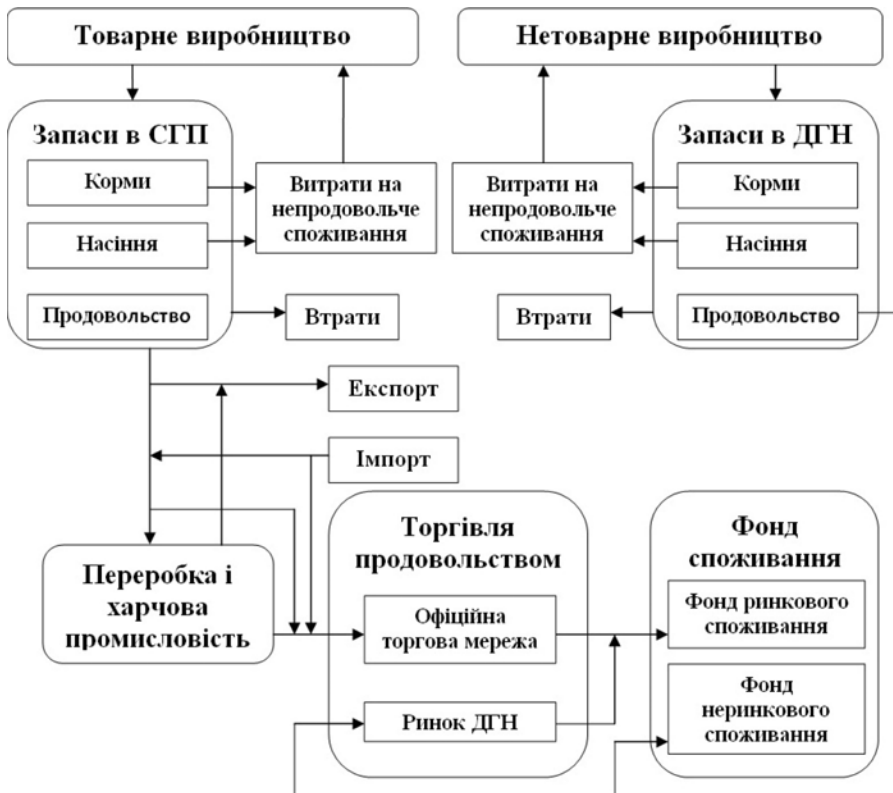 Товарне виробництво
Нетоварне виробництво
Запаси в СГП
Корми
Насіння
Продовольство
Витрати на
непродовольче
споживання
Втрати
Витрати на
непродовольче
споживання
Втрати
Запаси в ДГН
Корми
Насіння
Продовольство
Експорт
Імпорт
Переробка і
харчова
промисловість
Торгівля
продовольством
Офіційна
торгова мережа
Ринок ДГН
Фонд
споживання
Фонд ринкового
споживання
Фонд
неринкового
споживання